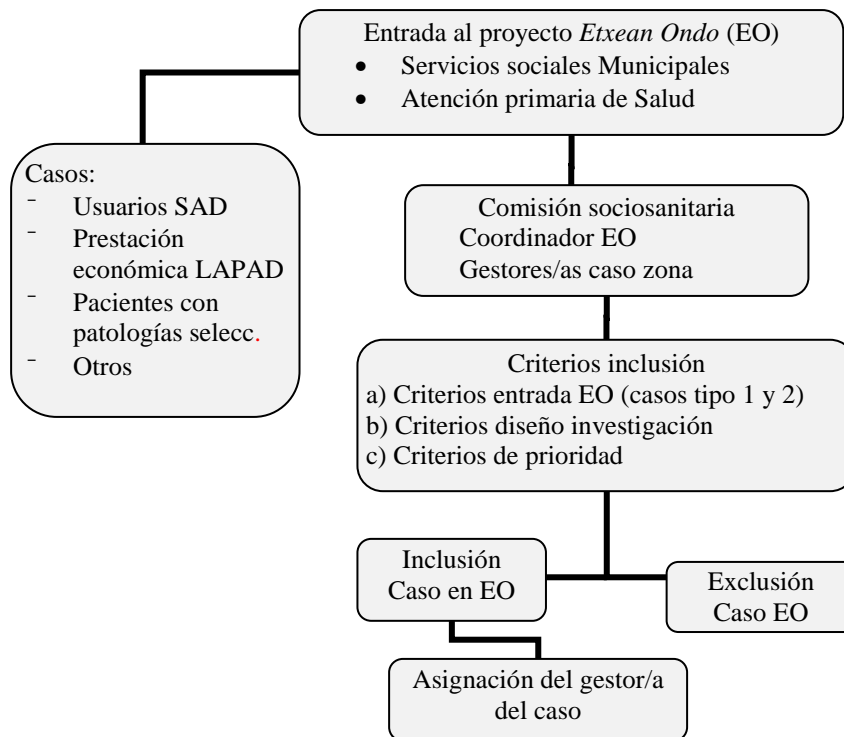 Entrada al proyecto Etxean Ondo (EO)
• Servicios sociales Municipales
• Atención primaria de Salud
Casos:
- Usuarios SAD
- Prestación
económica LAPAD
- Pacientes con
patologías selecc.
- Otros
Comisión sociosanitaria
Coordinador EO
Gestores/as caso zona
Criterios inclusión
a) Criterios entrada EO (casos tipo 1 y 2)
b) Criterios diseño investigación
c) Criterios de prioridad
Inclusión
Caso en EO
Exclusión
Caso EO
Asignación del gestor/a
del caso